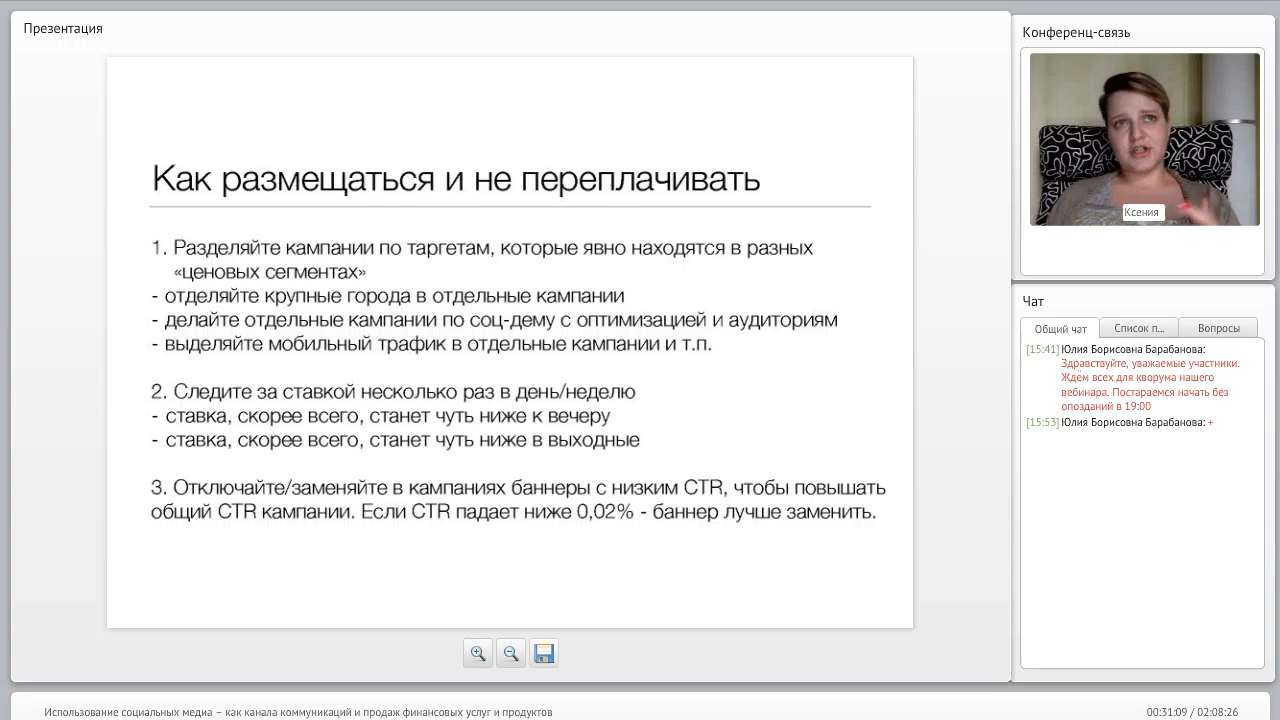 Презентация
Как размещаться и не переплачивать
1. Разделяйте кампании по таргетам, которые явно находятся в разных
«ценовых сегментах»
- отделяйте крупные города в отдельные кампании
- делайте отдельные кампании по соц-дему с оптимизацией и аудиториям
- выделяйте мобильный трафик в отдельные кампании и т.п.
2. Следите за ставкой несколько раз в день/неделю
- ставка, скорее всего, станет чуть ниже к вечеру
- ставка, скорее всего, станет чуть ниже в выходные
3. Отключайте/заменяйте в кампаниях баннеры с низким CTR, чтобы повышать
общий CTR кампании. Если CTR падает ниже 0,02% - баннер лучше заменить.
Конференц-связь
Ксения
Чат
Общий чат
Список п...
Вопросы
[15:41] Юлия Борисовна Барабанова:
Здравствуйте, уважаемые участники.
Ждём всех для кворума нашего
вебинара. Постараемся начать без
опозданий в 19:00
[15:53] Юлия Борисовна Барабанова: +
Использование социальных медиа – как канала коммуникаций и продаж финансовых услуг и продуктов
00:31:09 / 02:08:26